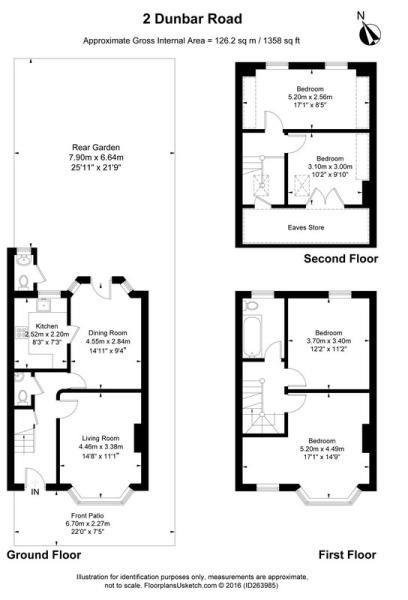 2 Dunbar Road
Approximate Gross Internal Area = 126.2 sq m / 1358 sq ft
N
Rear Garden
7.90m x 6.64m
25'11" x 21'9"
Kitchen
2.52m x 2.20m
8'3" x 7'3"
Dining Room
4.55m x 2.84m
14'11" x 9'4"
Living Room
4.46m x 3.38m
14'8" x 11'1"
IN
Front Patio
6.70m x 2.27m
22'0" x 7'5"
Ground Floor
Bedroom
5.20m x 2.56m
17'1" x 8'5"
Bedroom
3.10m x 3.00m
10'2" x 9'10"
Eaves Store
Second Floor
Bedroom
3.70m x 3.40m
12'2" x 11'2"
Bedroom
5.20m x 4.49m
17'1" x 14'9"
First Floor
Illustration for identification purposes only, measurements are approximate,
not to scale. FloorplansUsketch.com © 2016 (ID263985)